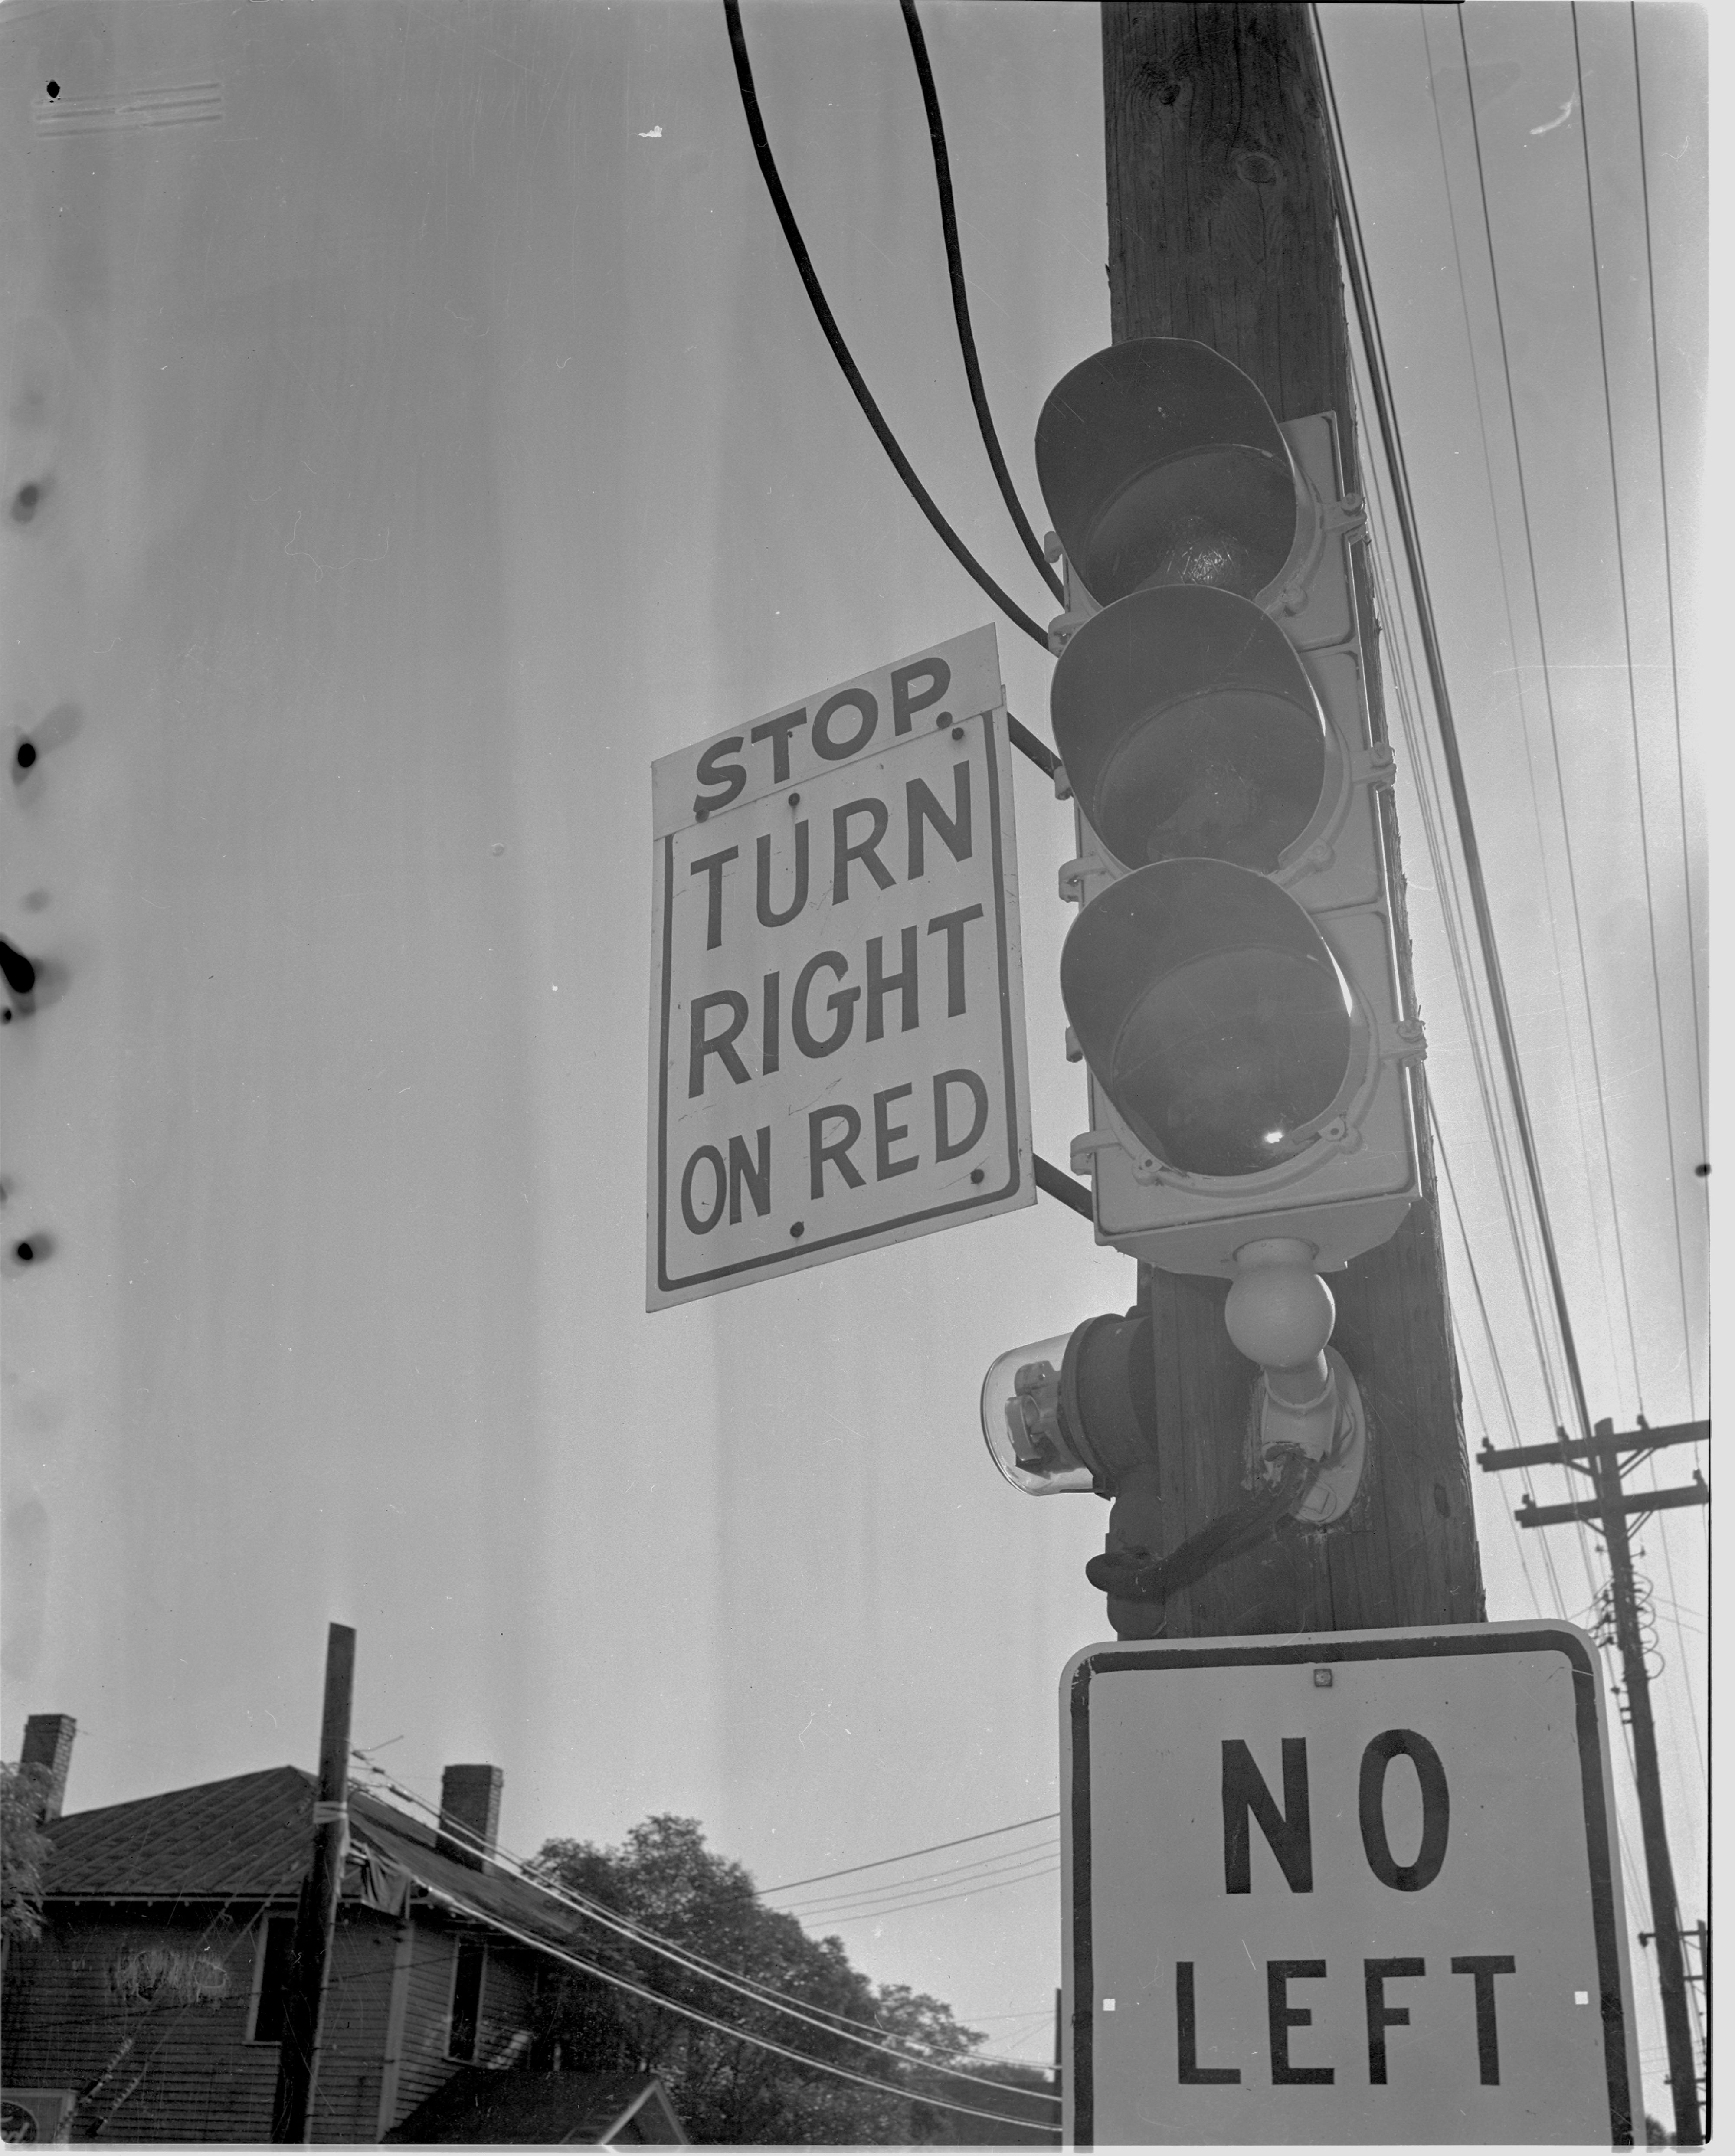 STOP
TURN
RIGHT
ON RED
NO
LEFT